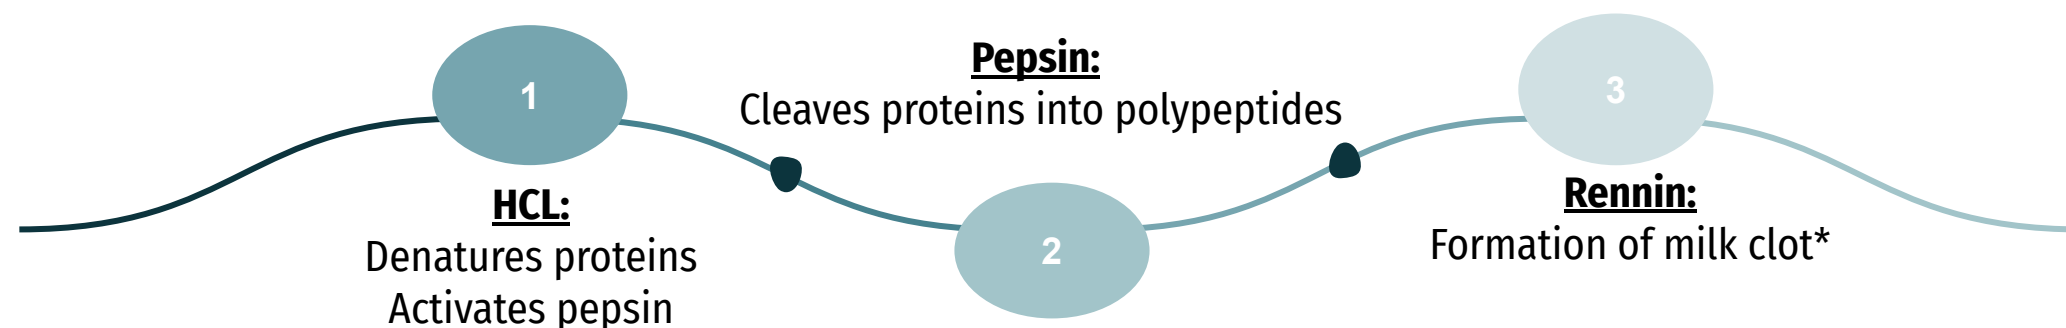 1
HCL:
Denatures proteins
Activates pepsin
Pepsin:
Cleaves proteins into polypeptides
2
3
Rennin:
Formation of milk clot*